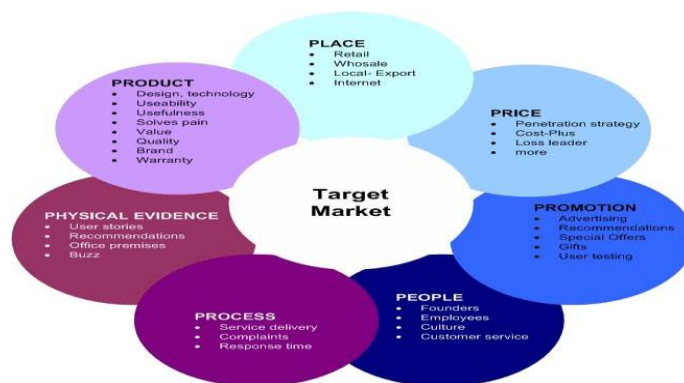 PLACE
Retail
Whosale
Local- Export
Internet
PRICE
Penetration strategy
Cost-Plus
Loss leader
more
PROMOTION
Advertising
Recommendations
Special Offers
Gifts
User testing
PEOPLE
Founders
Employees
Culture
Customer service
PROCESS
Service delivery
Complaints
Response time
PHYSICAL EVIDENCE
User stories
Recommendations
Office premises
Buzz
PRODUCT
Design, technology
Useability
Usefulness
Solves pain
Value
Quality
Brand
Warranty
Target
Market